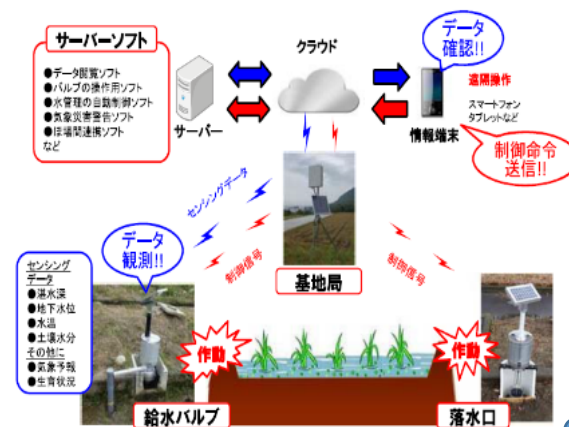 サーバーソフト
●データ閲覧ソフト
●バルブの操作用ソフト
●水管理の自動制御ソフト
●気象災害警告ソフト
●ほ場間連携ソフト
など
サーバー
クラウド
データ
確認!!
遠隔操作
スマートフォン
タブレットなど
情報端末
制御命令
送信!!
センシングデータ
制御信号
基地局
制御信号
データ
観測!!
センシング
データ
●湛水深
●地下水位
●水温
●土壌水分
その他に
●気象予報
●生育状況
作動
作動
給水バルブ
落水口